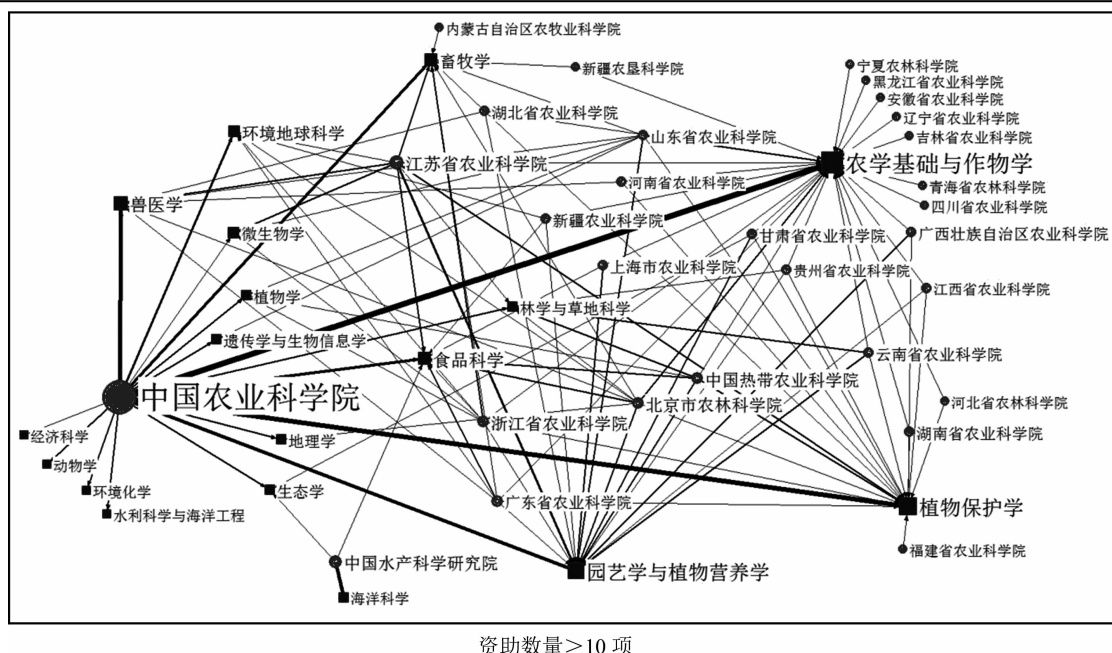 内蒙古自治区农牧业科学院
畜牧学
新疆农垦科学院
宁夏农林科学院
黑龙江省农业科学院
安徽省农业科学院
湖北省农业科学院
辽宁省农业科学院
环境地球科学
山东省农业科学院
吉林省农业科学院
江苏省农业科学院
农学基础与作物学
河南省农业科学院
青海省农林科学院
兽医学
四川省农业科学院
新疆农业科学院
微生物学
甘肃省农业科学院
广西壮族自治区农业科学院
上海市农业科学院
贵州省农业科学院
植物学
江西省农业科学院
林学与草地科学
遗传学与生物信息学
食品科学
云南省农业科学院
中国热带农业科学院
中国农业科学院
北京市农林科学院
河北省农林科学院
浙江省农业科学院
经济科学
地理学
湖南省农业科学院
动物学
环境化学
生态学
广东省农业科学院
植物保护学
水利科学与海洋工程
福建省农业科学院
中国水产科学研究院
园艺学与植物营养学
海洋科学
资助数量＞10 项